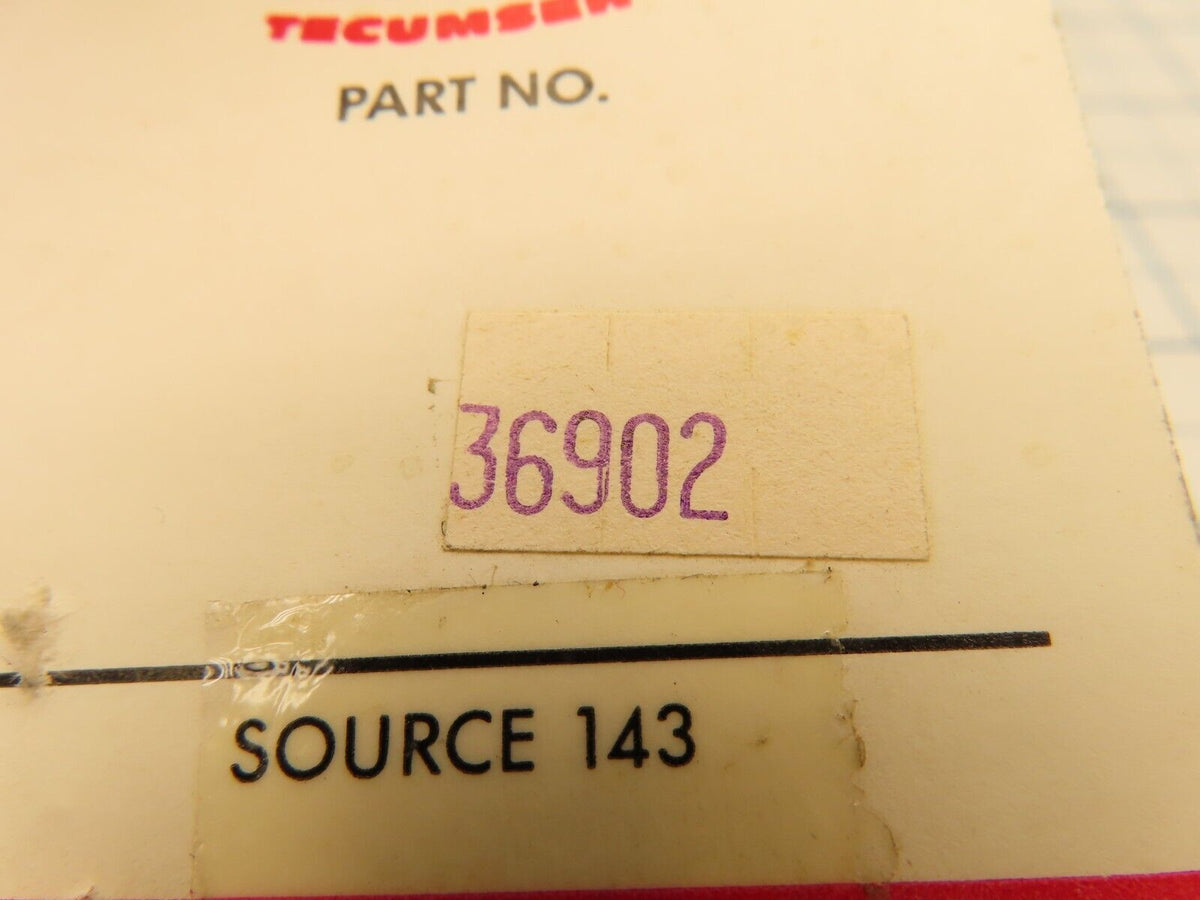 TECUMSEH
PART NO.
36902
SOURCE 143